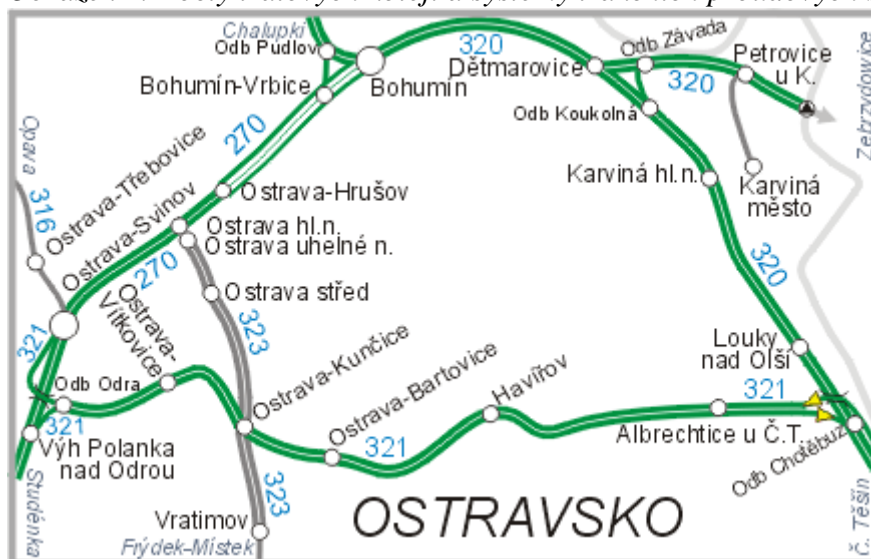 Chalupki
Odb Pudlov
320
Odb Závada
Petrovice
u K.
Dětmarovice
Bohumín-Vrbice
Bohumín
320
Odb Koukolná
Zebrzydowice
Opava
270
Karviná hl.n.
Karviná
město
316
Ostrava-Třebovice
Ostrava-Svinov
Ostrava-Hrušov
Ostrava hl.n.
Ostrava uhelné n.
270
320
Ostrava střed
Ostrava-
Vítkovice
323
321
Louky
nad Olší
Odb Odra
Ostrava-Kunčice
Ostrava-Bartovice
Havířov
321
321
Výh Polanka
nad Odrou
321
Albrechtice u Č.T.
Odb Chotěbuz
Studénka
323
Vratimov
Frýdek-Místek
OSTRAVSKO
Č. Těšín